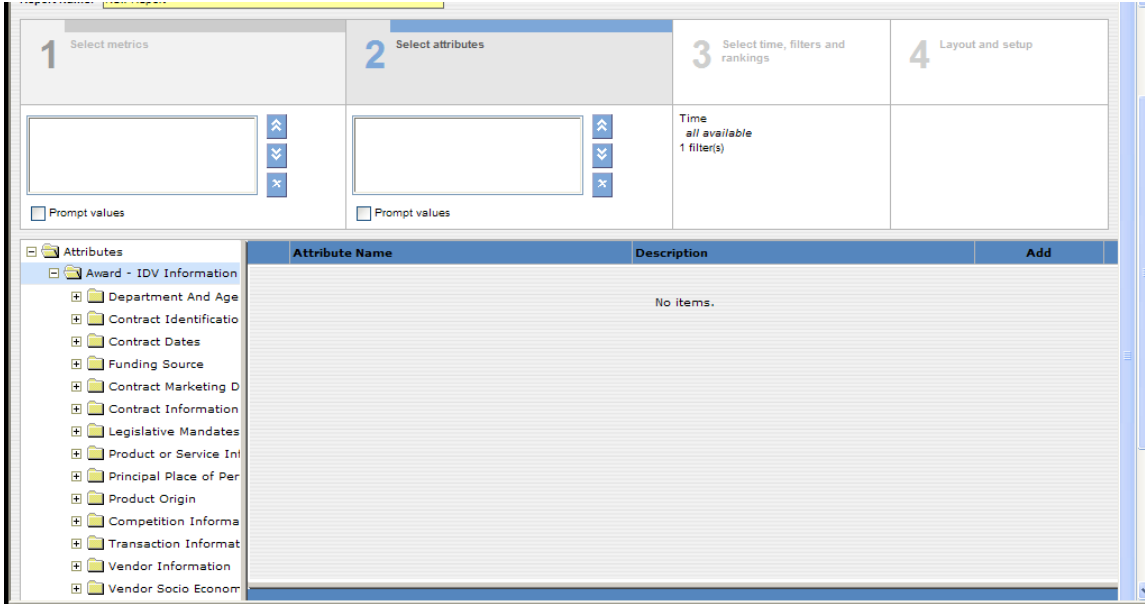 1 Select metrics
2 Select attributes
3 Select time, filters and
rankings
4 Layout and setup
Time
all available
1 filter(s)
Prompt values
Prompt values
Attributes
Attribute Name Description Add
Award - IDV Information
No items.
Department And Age
Contract Identificatio
Contract Dates
Funding Source
Contract Marketing D
Contract Information
Legislative Mandates
Product or Service Inf
Principal Place of Per
Product Origin
Competition Informa
Transaction Informat
Vendor Information
Vendor Socio Econom